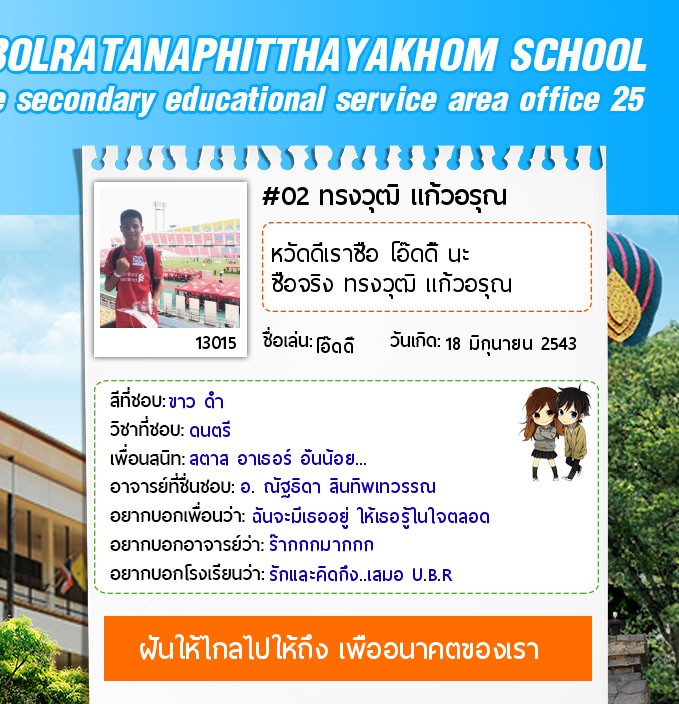 BOLRATANAPHITTHAYAKHOM SCHOOL
secondary educational service area office 25
#02 ทรงวุฒิ แก้วอรุณ
หวัดดีเราชื่อ โอ๊ดดี้ นะ
ชื่อจริง ทรงวุฒิ แก้วอรุณ
13015
ชื่อเล่น: โอ๊ดดี้ วันเกิด: 18 มิถุนายน 2543
สีที่ชอบ: ขาว ดำ
วิชาที่ชอบ: ดนตรี
เพื่อนสนิท: สตาส อาเธอร์ อั้นน้อย...
อาจารย์ที่ชื่นชอบ: อ. ณัฐธิดา สินทิพเทวรรณ
อยากบอกเพื่อนว่า: ฉันจะมีเธออยู่ ให้เธอรู้ในใจตลอด
อยากบอกอาจารย์ว่า: ร๊ากกกมากกก
อยากบอกโรงเรียนว่า: รักและคิดถึง..เสมอ U.B.R
ฝันให้ไกลไปให้ถึง เพื่ออนาคตของเรา